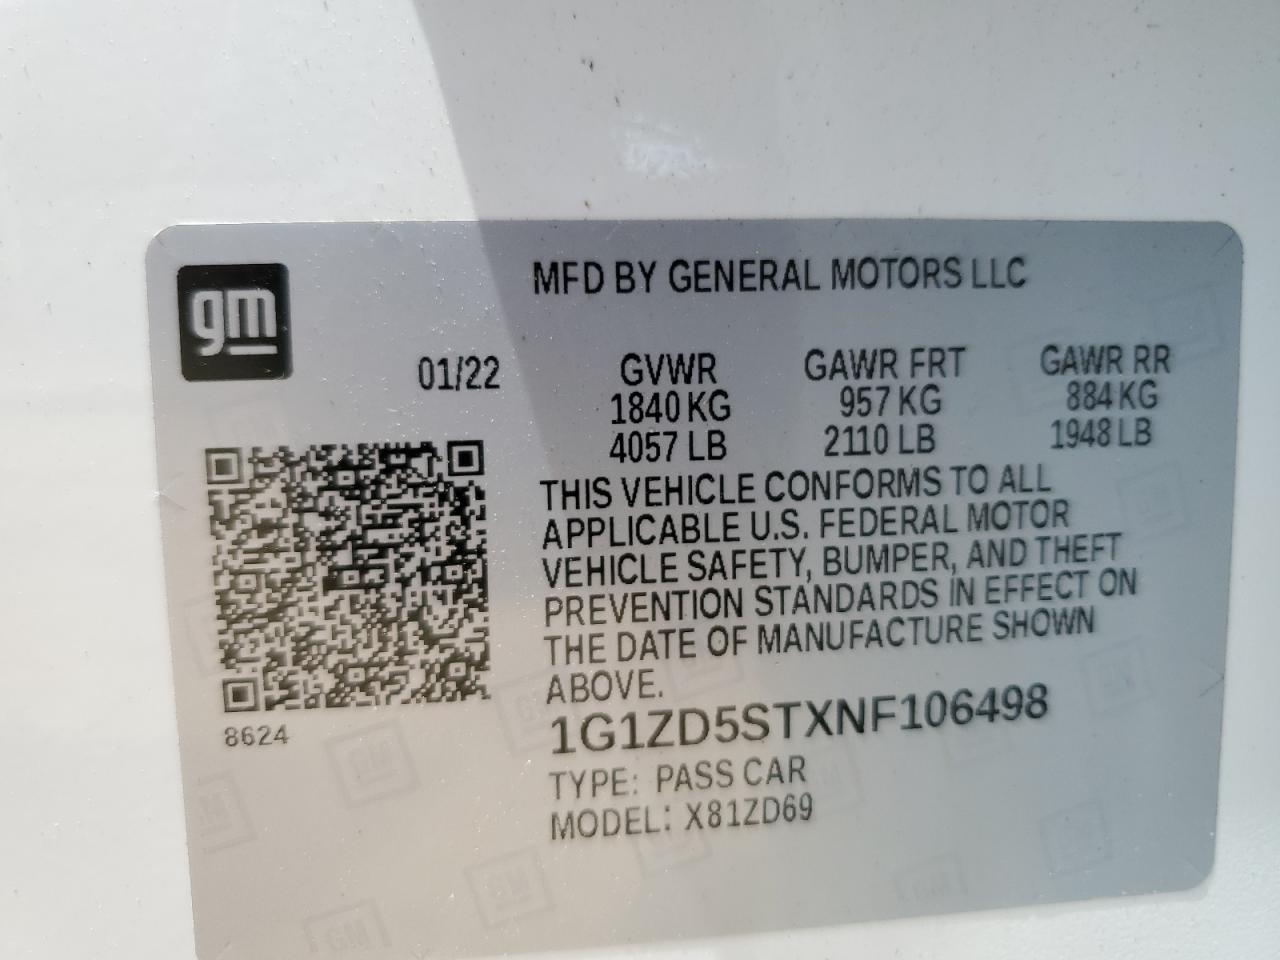 gm
MFD BY GENERAL MOTORS LLC
01/22
GVWR GAWR FRT GAWR RR
1840 KG 957 KG 884 KG
4057 LB 2110 LB 1948 LB
THIS VEHICLE CONFORMS TO ALL
APPLICABLE U.S. FEDERAL MOTOR
VEHICLE SAFETY, BUMPER, AND THEFT
PREVENTION STANDARDS IN EFFECT ON
THE DATE OF MANUFACTURE SHOWN
ABOVE.
8624
1G1ZD5STXNF106498
TYPE: PASS CAR
MODEL: X81ZD69